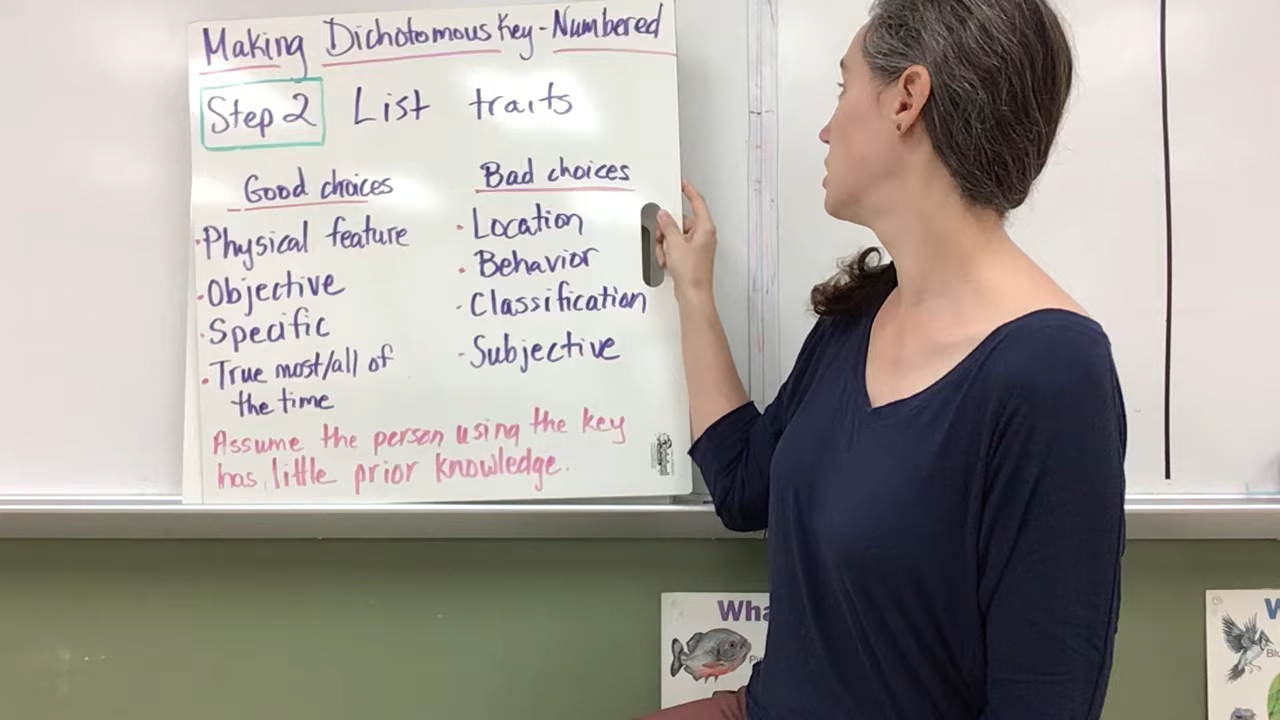 Making Dichotomous Key - Numbered
Step 2 List traits
Good choices
· Physical feature
· Objective
· Specific
· True most/all of
the time
Bad choices
· Location
· Behavior
· Classification
· Subjective
Assume the person using the key
has little prior knowledge.
Wha
W